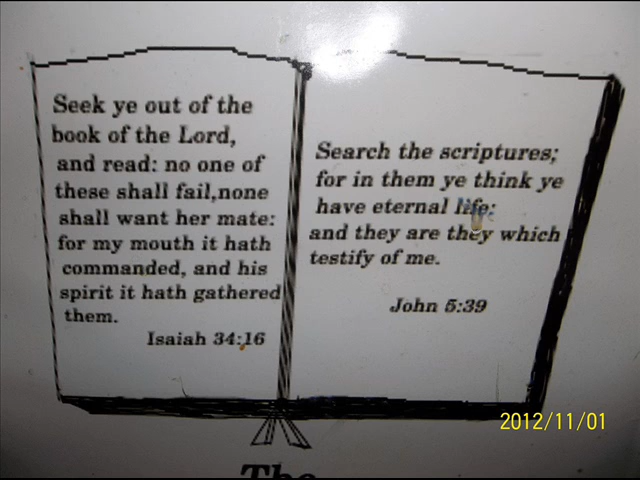 Seek ye out of the
book of the Lord,
and read: no one of
these shall fail,none
shall want her mate:
for my mouth it hath
commanded, and his
spirit it hath gathered
them.
Isaiah 34:16
Search the scriptures;
for in them ye think ye
have eternal life:
and they are they which
testify of me.
John 5:39
The
2012/11/01